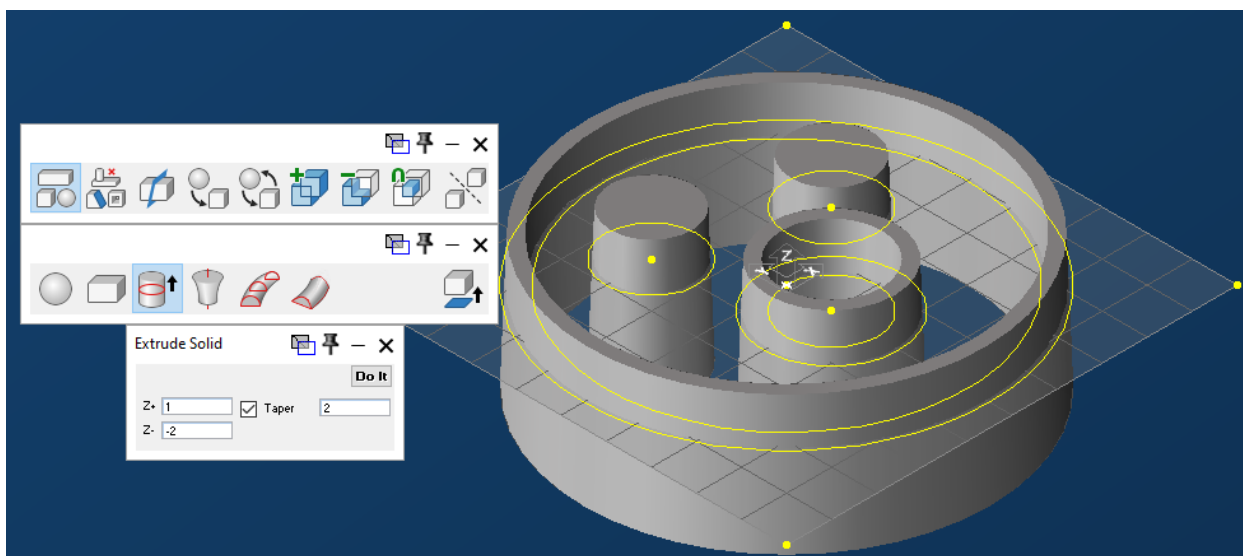 Extrude Solid
Do It
Z+ 1 Taper 2
Z- -2
Z
Y X